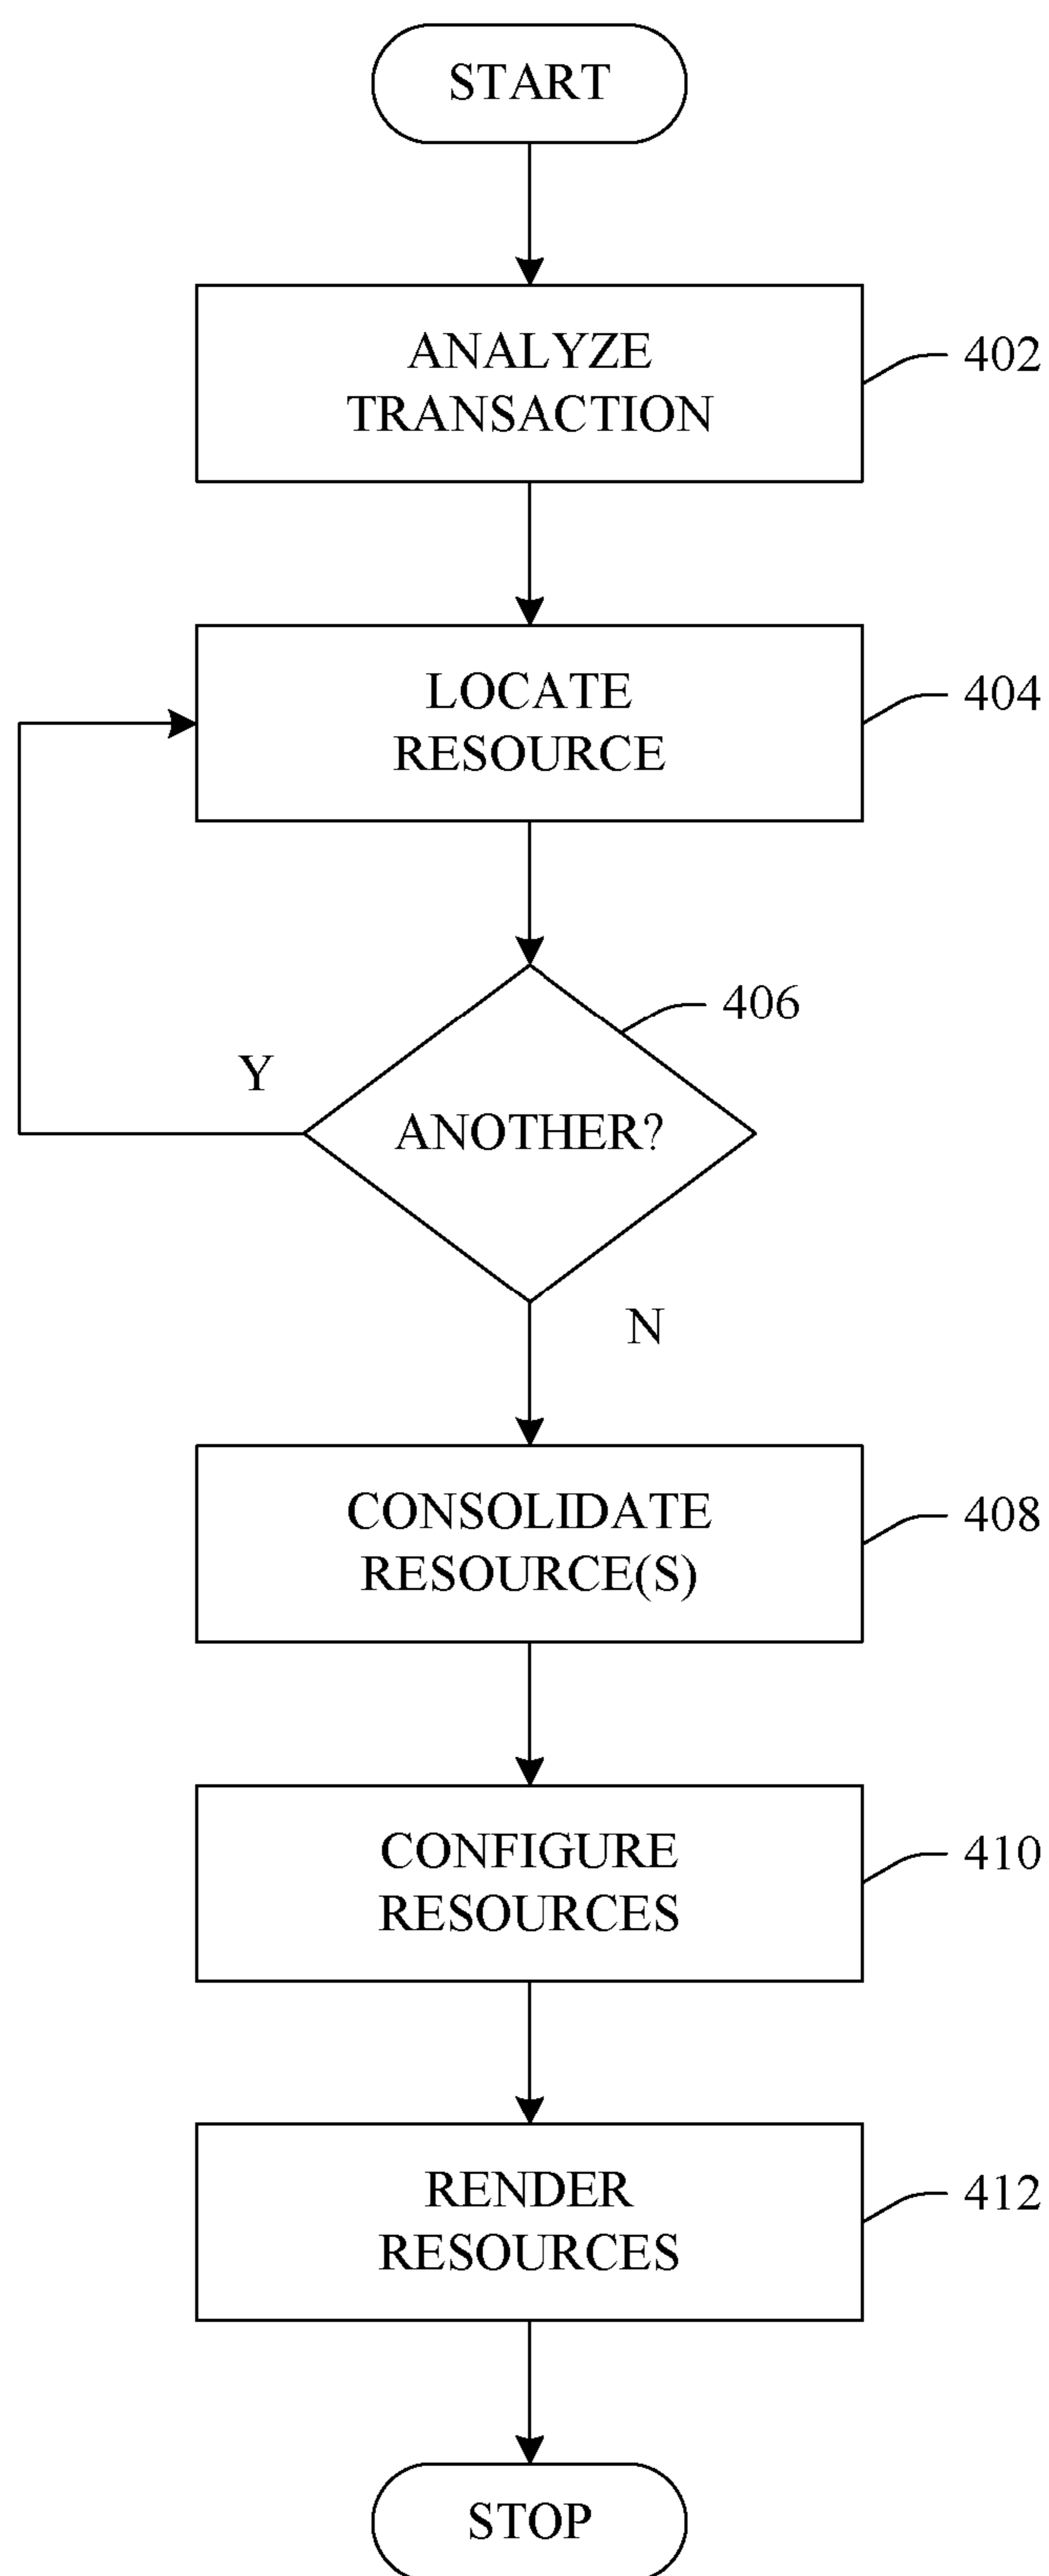 START
ANALYZE
TRANSACTION
402
LOCATE
RESOURCE
404
406
Y
ANOTHER?
N
CONSOLIDATE
RESOURCE(S)
408
CONFIGURE
RESOURCES
410
RENDER
RESOURCES
412
STOP